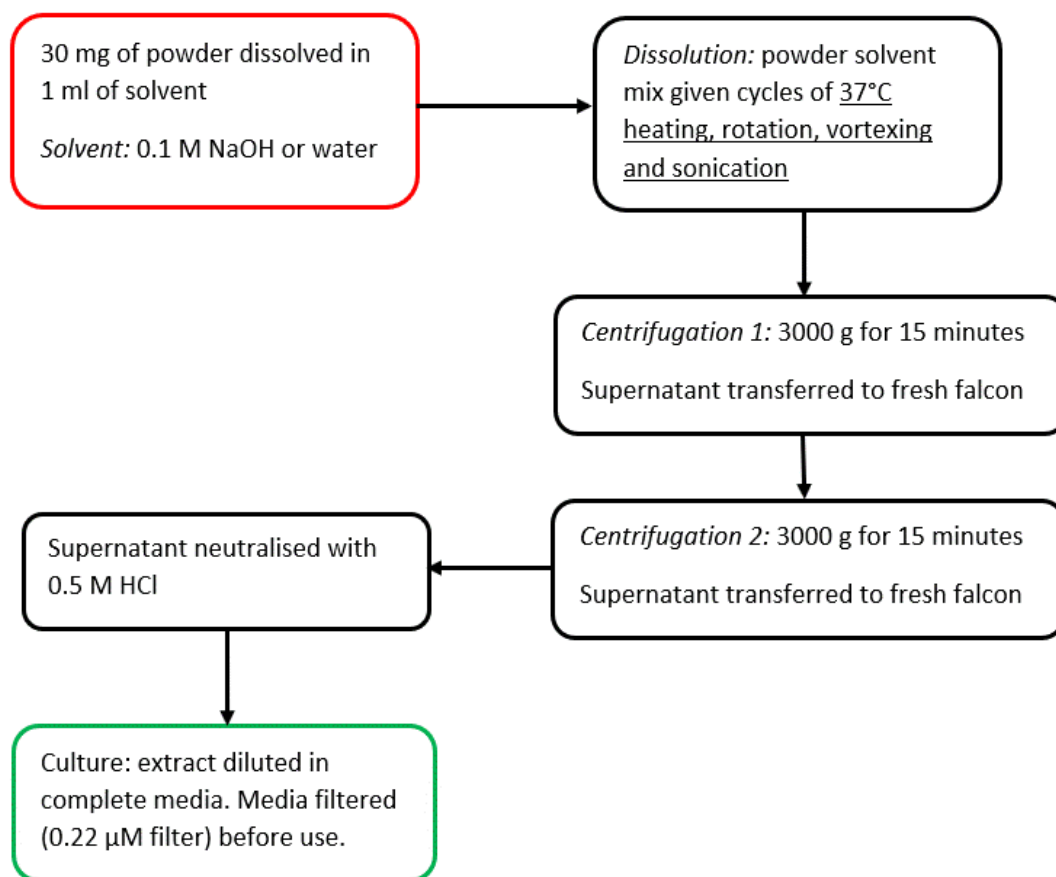 30 mg of powder dissolved in
1 ml of solvent
Solvent: 0.1 M NaOH or water
Dissolution: powder solvent
mix given cycles of 37°C
heating, rotation, vortexing
and sonication
Centrifugation 1: 3000 g for 15 minutes
Supernatant transferred to fresh falcon
Centrifugation 2: 3000 g for 15 minutes
Supernatant transferred to fresh falcon
Supernatant neutralised with
0.5 M HCl
Culture: extract diluted in
complete media. Media filtered
(0.22 µM filter) before use.